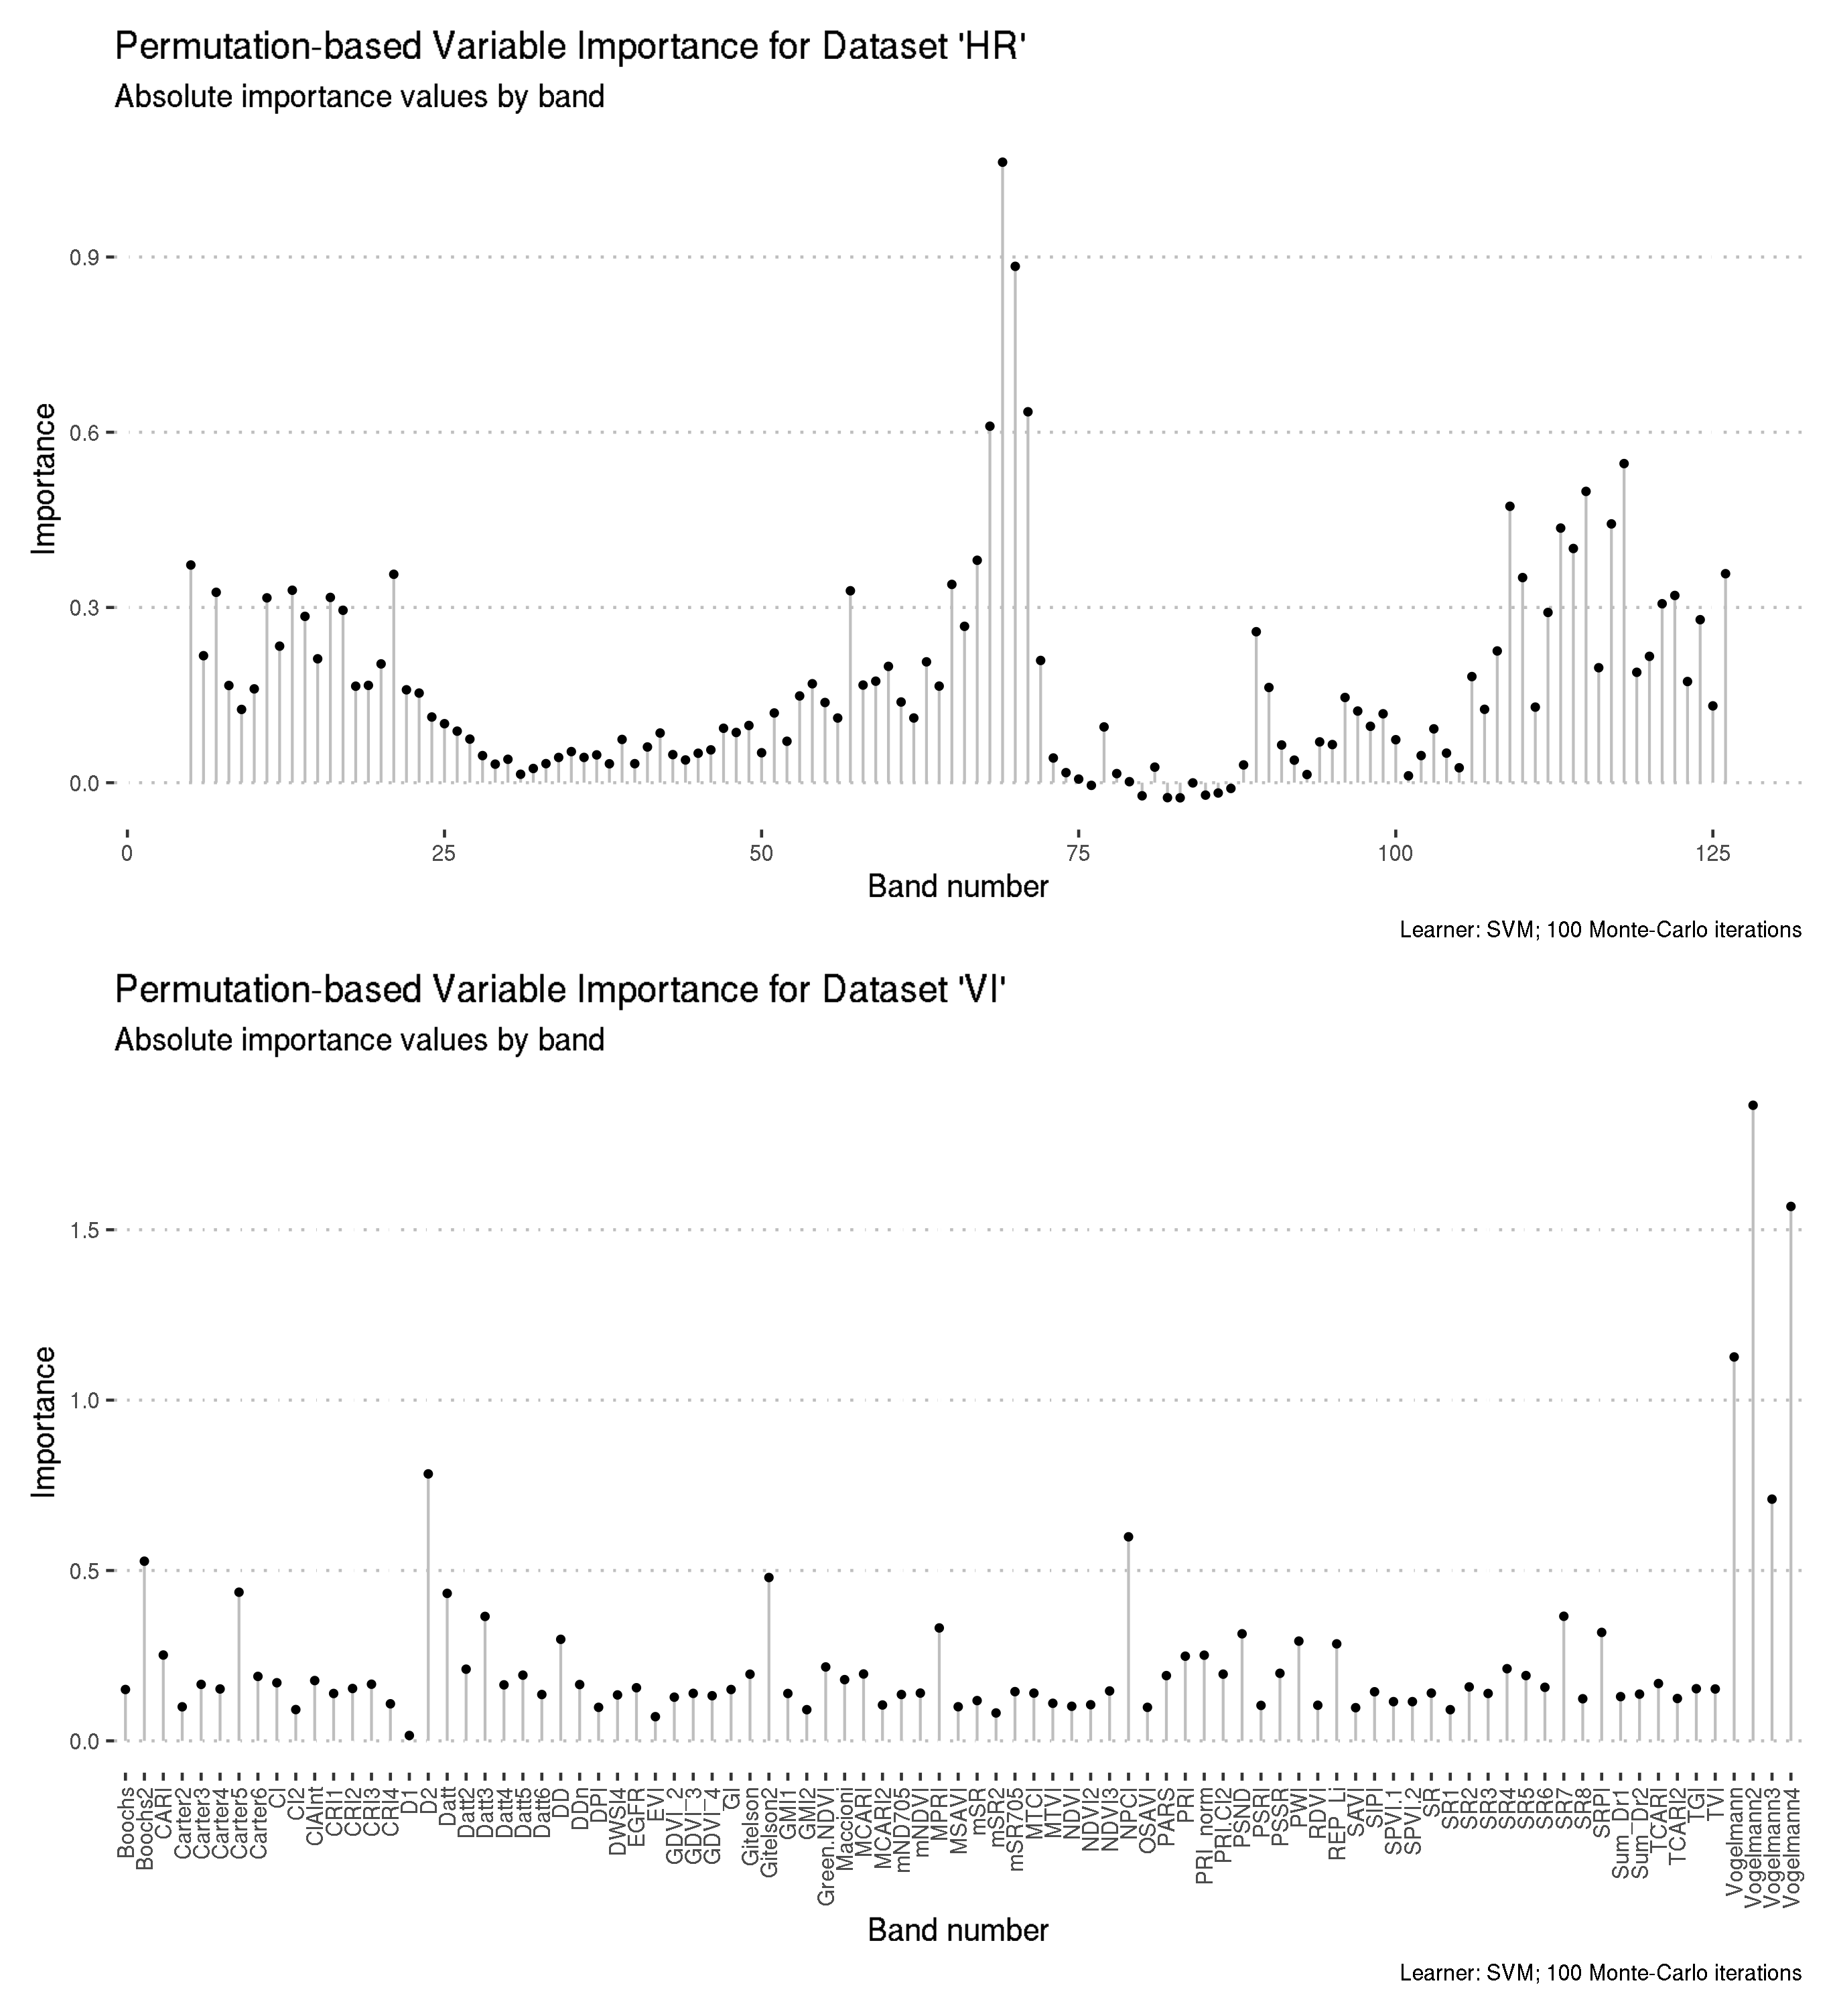 Permutation-based Variable Importance for Dataset 'HR'
Absolute importance values by band
0.9
0.6
0.3
0.0
Importance
0 25 50 75 100 125
Band number
Learner: SVM; 100 Monte-Carlo iterations
Permutation-based Variable Importance for Dataset 'VI'
Absolute importance values by band
1.5
1.0
0.5
0.0
Importance
Boochs
Boochs2
CARI
Carter2
Carter3
Carter4
Carter5
Carter6
CI
CI2
ClAInt
CRI1
CRI2
CRI3
CRI4
D1
D2
Datt
Datt2
Datt3
Datt4
Datt5
Datt6
DD
DDn
DPI
DWSI4
EGFR
EVI
GDVI_2
GDVI_3
GDVI_4
GI
Gitelson
Gitelson2
GMI1
GMI2
Green.NDVI
Maccioni
MCARI
MCARI2
mND705
mNDVI
MPRI
MSAVI
mSR
mSR2
mSR705
MTCI
MTVI
NDVI
NDVI2
NDVI3
NPCI
OSAVI
PARS
PRI
PRI_norm
PRI.CI2
PSND
PSRI
PSSR
PWI
RDVI
REP_Li
SAVI
SIPI
SPVI.1
SPVI.2
SR
SR1
SR2
SR3
SR4
SR5
SR6
SR7
SR8
SRPI
Sum_Dr1
Sum_Dr2
TCARI
TCARI2
TGI
TVI
Vogelmann
Vogelmann2
Vogelmann3
Vogelmann4
Band number
Learner: SVM; 100 Monte-Carlo iterations